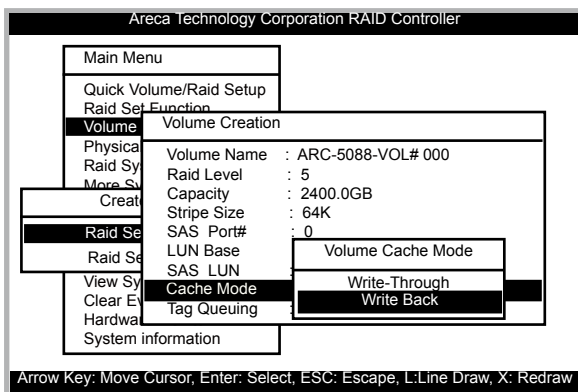 Areca Technology Corporation RAID Controller
Main Menu
Quick Volume/Raid Setup
Raid Set Function
Volume
Physica
Raid Sy
More Sy
Creat
Raid Se
Raid Se
View Sy
Clear Ev
Hardwa
System information
Volume Creation
Volume Name : ARC-5088-VOL# 000
Raid Level : 5
Capacity : 2400.0GB
Stripe Size : 64K
SAS Port# : 0
LUN Base
SAS LUN :
Cache Mode
Tag Queuing :
Volume Cache Mode
Write-Through
Write Back
Arrow Key: Move Cursor, Enter: Select, ESC: Escape, L:Line Draw, X: Redraw